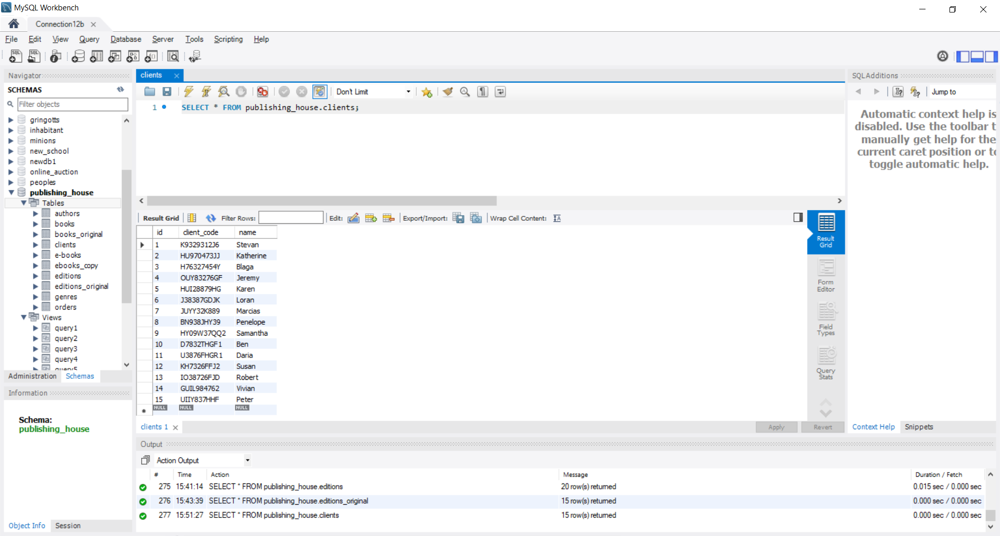 MySQL Workbench
Connection12b
File Edit View Query Database Server Tools Scripting Help
Navigator
SCHEMAS
Filter objects
gringotts
inhabitant
minions
new_school
newdb1
online_auction
peoples
publishing_house
Tables
authors
books
books_original
clients
e-books
ebooks_copy
editions
editions_original
genres
orders
Views
query1
query2
query3
query4
query5
Administration Schemas
Information
Schema:
publishing_house
Object Info Session
clients
Don't Limit
1 SELECT * FROM publishing_house.clients;
Result Grid Filter Rows: Edit: Export/Import: Wrap Cell Content:
id client_code name
1 K9329312J6 Stevan
2 HU970473JJ Katherine
3 H76327454Y Blaga
4 OUY83276GF Jeremy
5 HUI28879HG Karen
6 J38387GDJK Loran
7 JUYY32K889 Marcias
8 BN938JHY39 Penelope
9 HY09W37QQ2 Samantha
10 D7832THGF1 Ben
11 U3876FHGR1 Daria
12 KH7326FFJ2 Susan
13 IO38726FJD Robert
14 GUIL984762 Vivian
15 UIIY837HHF Peter
NULL NULL NULL
Result
Grid
Form
Editor
Field
Types
Query
Stats
clients 1
Apply Revert
SQLAdditions
Jump to
Automatic context help is
disabled. Use the toolbar t
manually get help for the
current caret position or to
toggle automatic help.
Context Help Snippets
Output
Action Output
# Time Action Message Duration / Fetch
275 15:41:14 SELECT * FROM publishing_house.editions 20 row(s) returned 0.015 sec / 0.000 sec
276 15:43:39 SELECT * FROM publishing_house.editions_original 15 row(s) returned 0.000 sec / 0.000 sec
277 15:51:27 SELECT * FROM publishing_house.clients 15 row(s) returned 0.000 sec / 0.000 sec